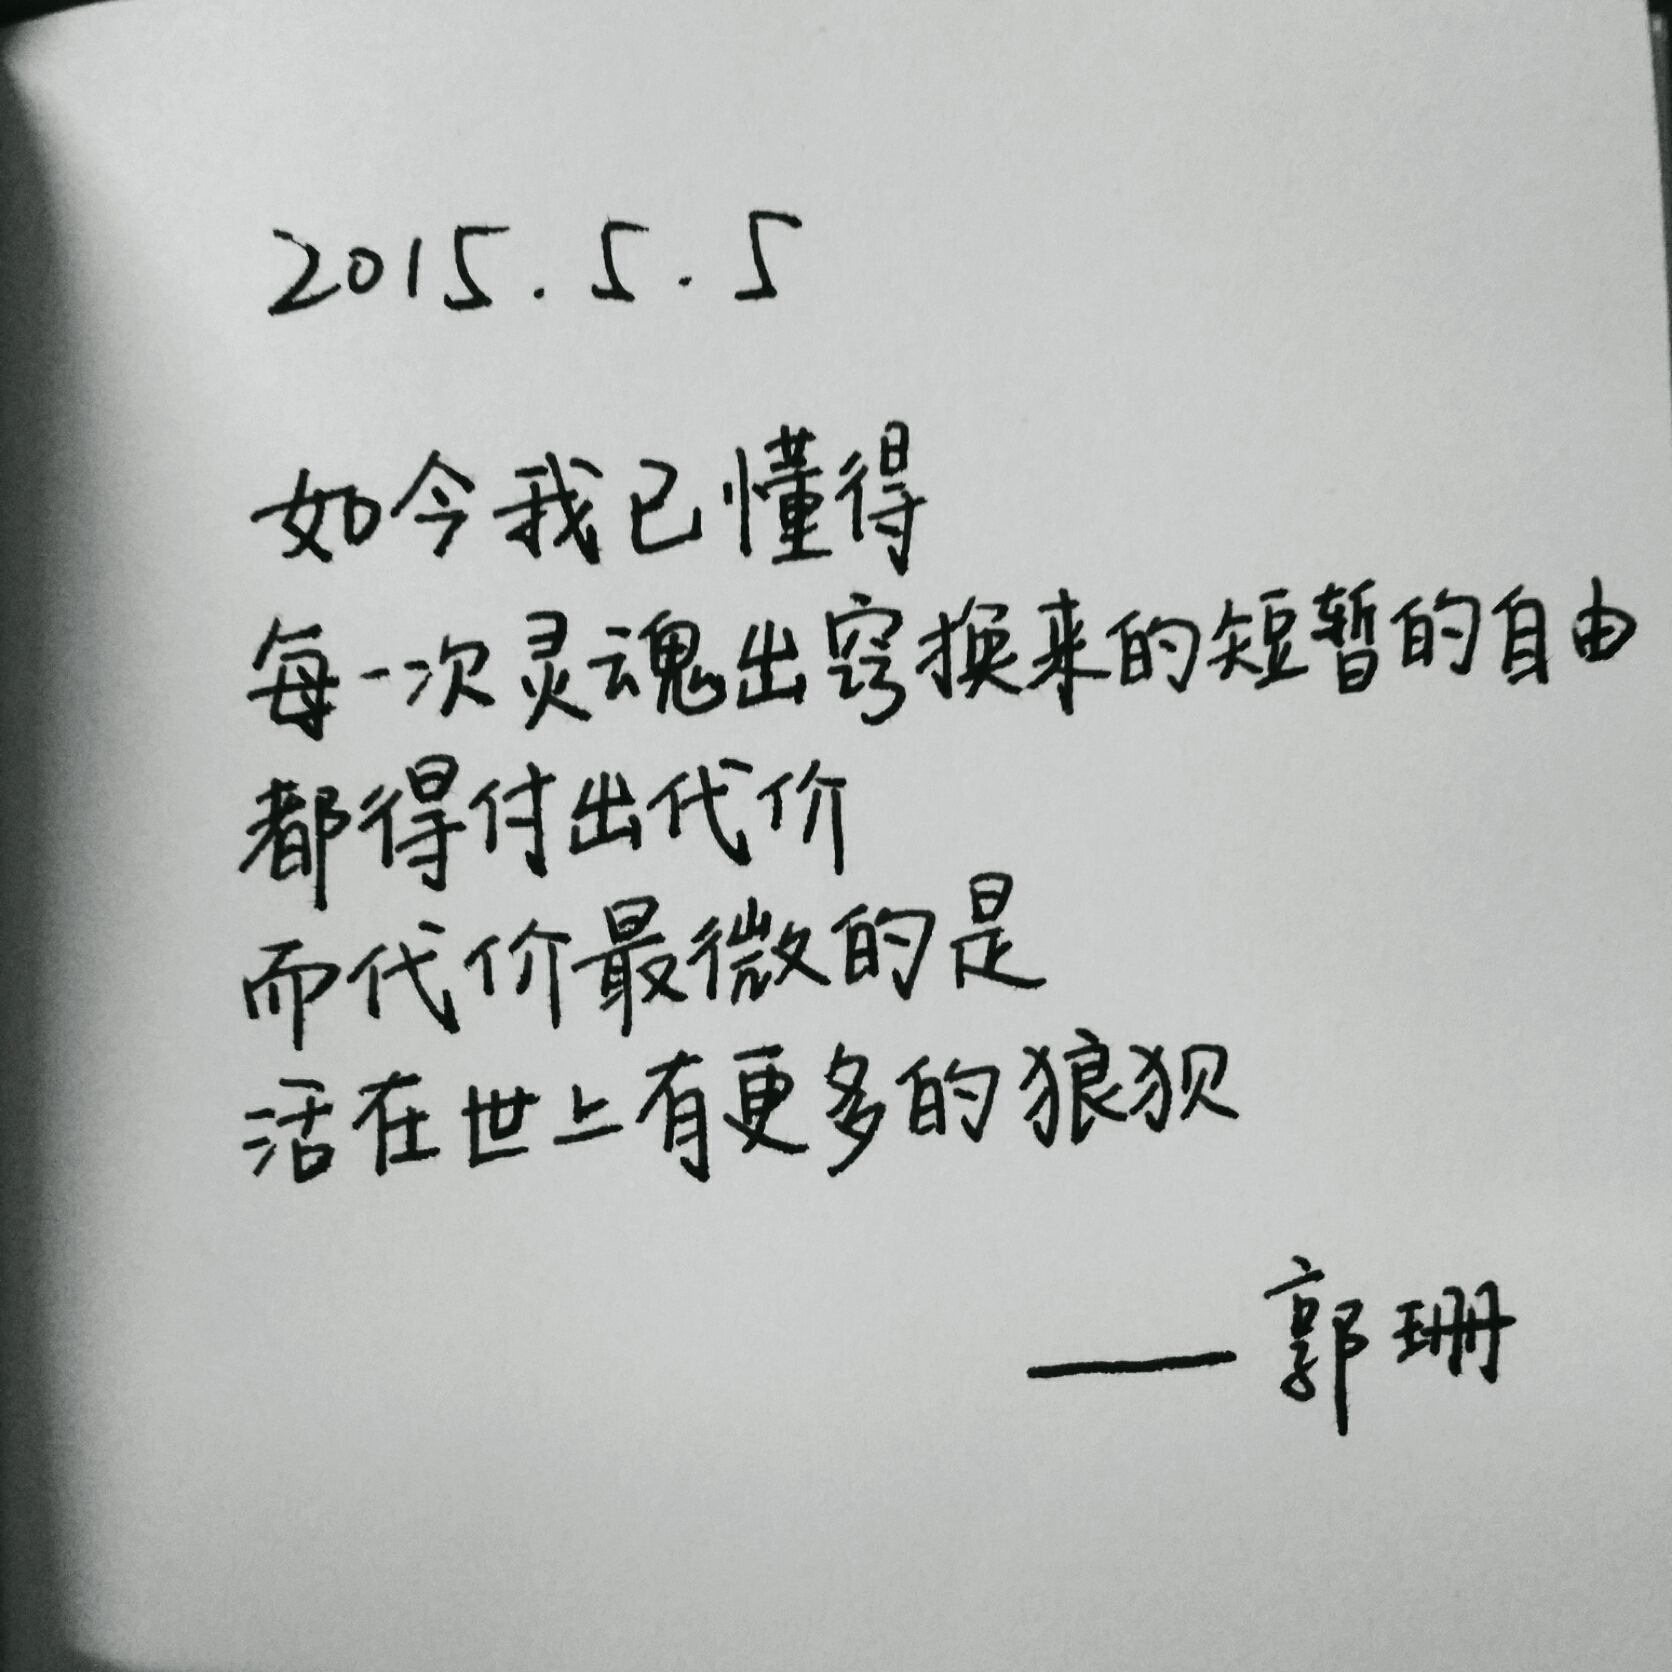 2015.5.5
如今我已懂得
每一次灵魂出窍换来的短暂的自由
都得付出代价
而代价最微的是
活在世上有更多的狼狈
——郭珊